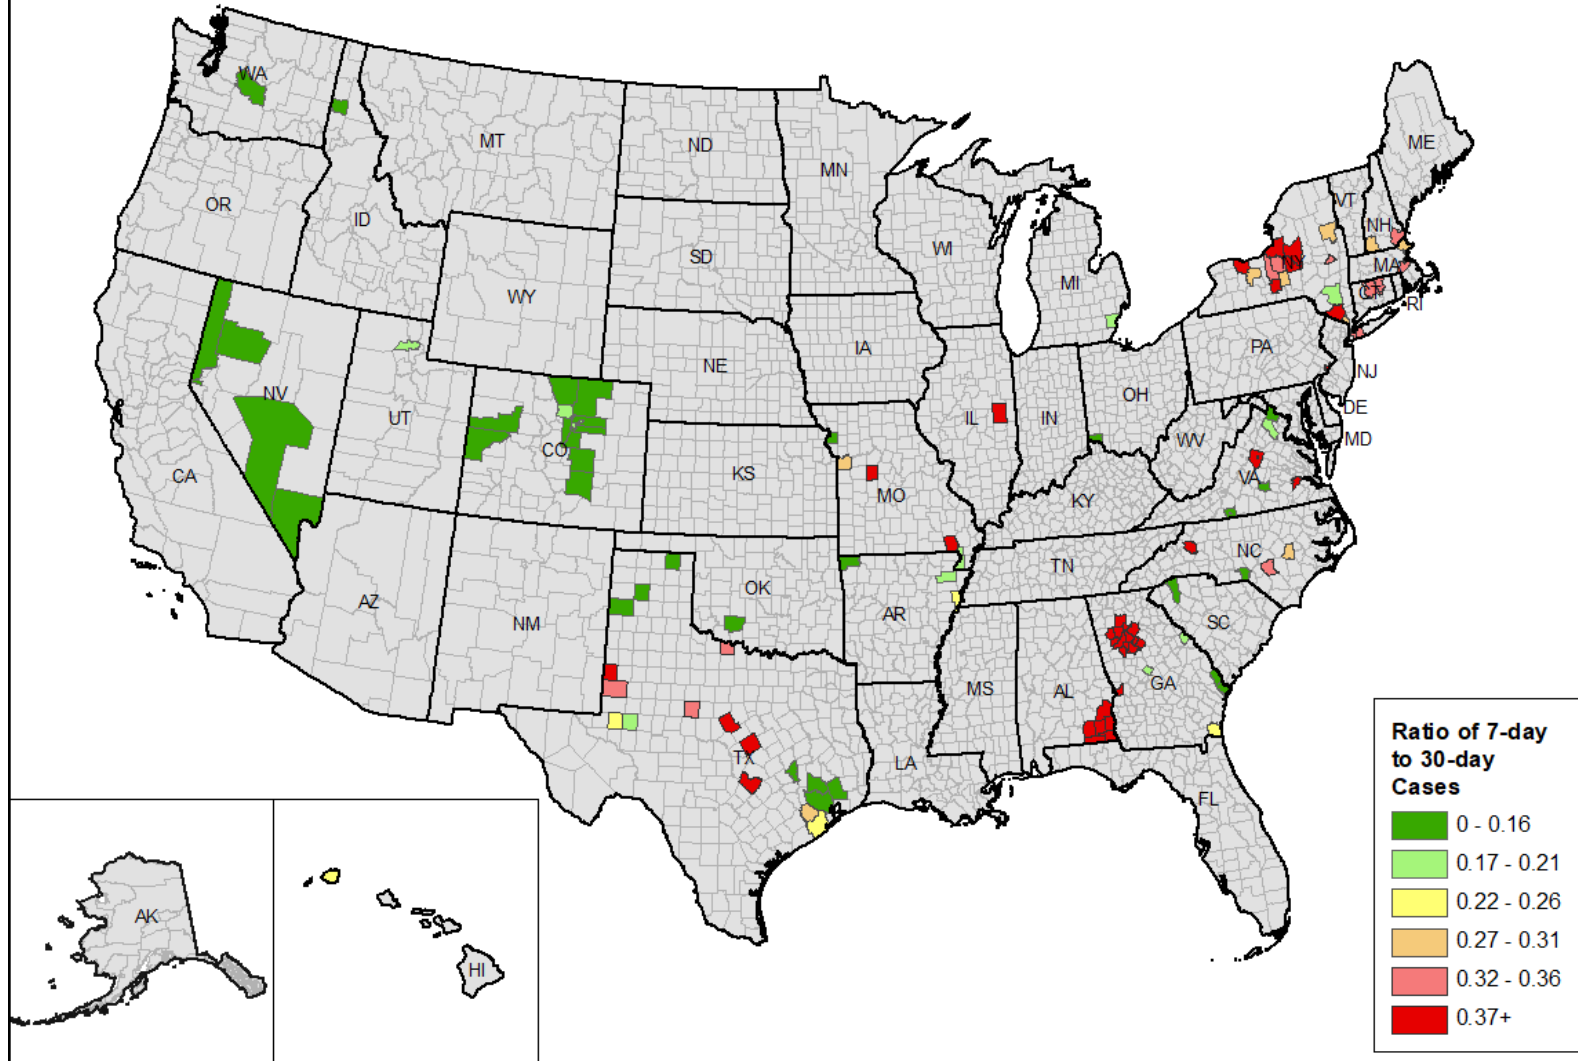 WA
MT
ND
MN
ME
OR
ID
SD
WI
MI
VT
NH
NY
MA
CT
RI
WY
IA
NE
PA
NJ
NV
UT
CO
IL
IN
OH
DE
MD
WV
CA
KS
MO
KY
VA
AZ
NM
OK
AR
TN
NC
SC
MS
AL
GA
TX
LA
FL
AK
HI
Ratio of 7-day
to 30-day
Cases
0 - 0.16
0.17 - 0.21
0.22 - 0.26
0.27 - 0.31
0.32 - 0.36
0.37+